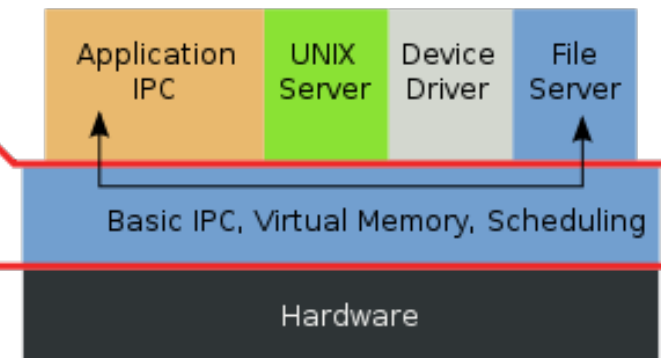 Application
IPC
UNIX
Server
Device
Driver
File
Server
Basic IPC, Virtual Memory, Scheduling
Hardware